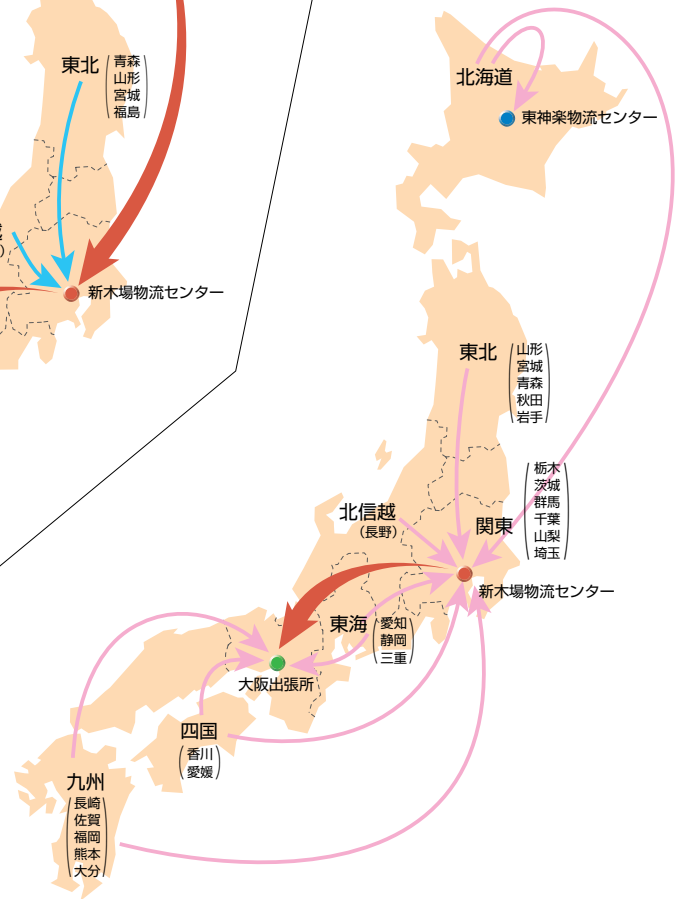 東北
青森
山形
宮城
福島
)
新木場物流センター
北海道
東神楽物流センター
東北
山形
宮城
青森
秋田
岩手
北信越
(長野)
関東
栃木
茨城
群馬
千葉
山梨
埼玉
新木場物流センター
東海
愛知
静岡
三重
大阪出張所
四国
香川
愛媛
九州
長崎
佐賀
福岡
熊本
大分